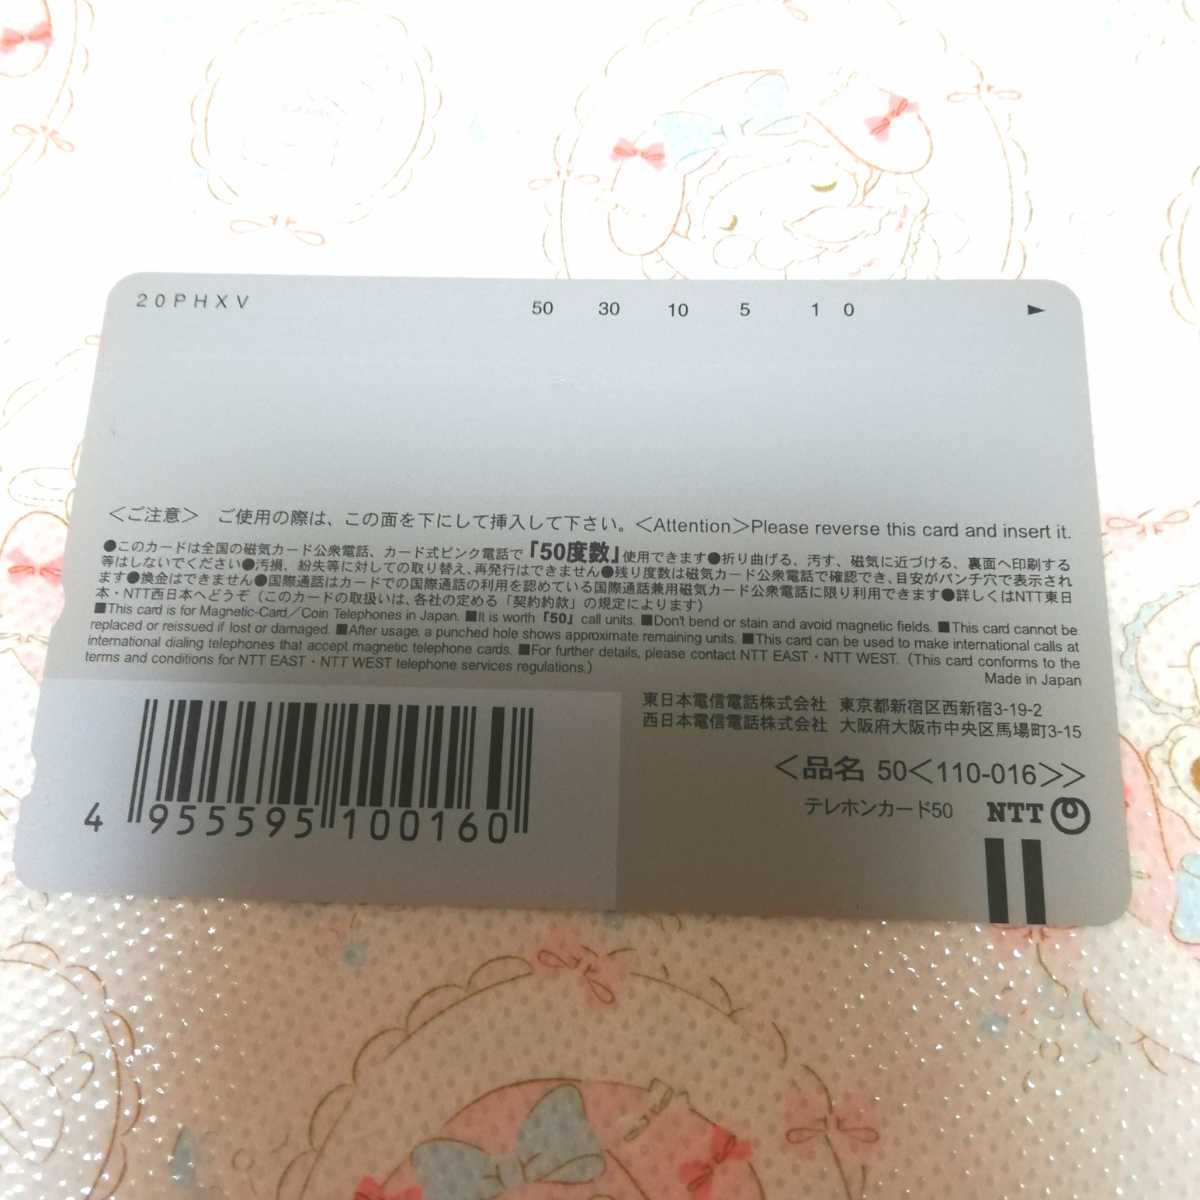 20PHXV
50 30 10 5 1 0 ►
＜ご注意＞ ご使用の際は、この面を下にして挿入して下さい。＜Attention＞Please reverse this card and insert it.
●このカードは全国の磁気カード公衆電話、カード式ピンク電話で「50度数」使用できます●折り曲げる、汚す、磁気に近づける、裏面へ印刷する
等はしないでください●汚損、紛失等に対しての取り替え、再発行はできません●残り度数は磁気カード公衆電話で確認でき、目安がパンチ穴で表示され
ます●換金はできません●国際通話はカードでの国際通話の利用を認めている国際通話兼用磁気カード公衆電話に限り利用できます●詳しくはNTT東日
本・NTT西日本へどうぞ（このカードの取扱いは、各社の定める「契約約款」の規定によります）
■This card is for Magnetic-Card／Coin Telephones in Japan. ■It is worth「50」call units. ■Don't bend or stain and avoid magnetic fields. ■This card cannot be
replaced or reissued if lost or damaged. ■After usage, a punched hole shows approximate remaining units. ■This card can be used to make international calls at
international dialing telephones that accept magnetic telephone cards. ■For further details, please contact NTT EAST・NTT WEST.（This card conforms to the
terms and conditions for NTT EAST・NTT WEST telephone services regulations.）
Made in Japan
東日本電信電話株式会社 東京都新宿区西新宿3-19-2
西日本電信電話株式会社 大阪府大阪市中央区馬場町3-15
＜品名 50＜110-016＞＞
テレホンカード50 NTT
4 955595 100160